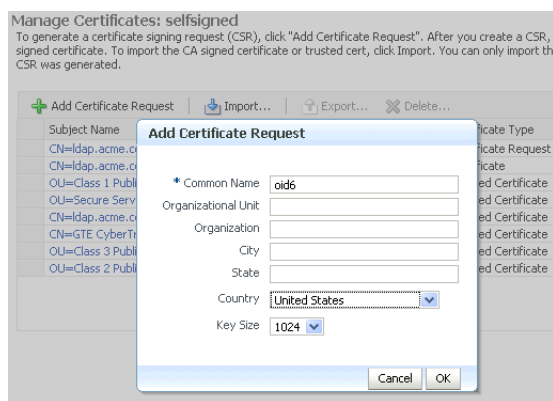 Manage Certificates: selfsigned
To generate a certificate signing request (CSR), click "Add Certificate Request". After you create a CSR,
signed certificate. To import the CA signed certificate or trusted cert, click Import. You can only import th
CSR was generated.
Add Certificate Request Import... Export... Delete...
Subject Name
ficate Type
CN=ldap.acme.co
ficate Request
CN=ldap.acme.co
ficate
OU=Class 1 Publi
ed Certificate
OU=Secure Serv
ed Certificate
CN=ldap.acme.co
ed Certificate
CN=GTE CyberTr
ed Certificate
OU=Class 3 Publi
ed Certificate
OU=Class 2 Publi
ed Certificate
Add Certificate Request
* Common Name oid6
Organizational Unit
Organization
City
State
Country United States
Key Size 1024
Cancel OK